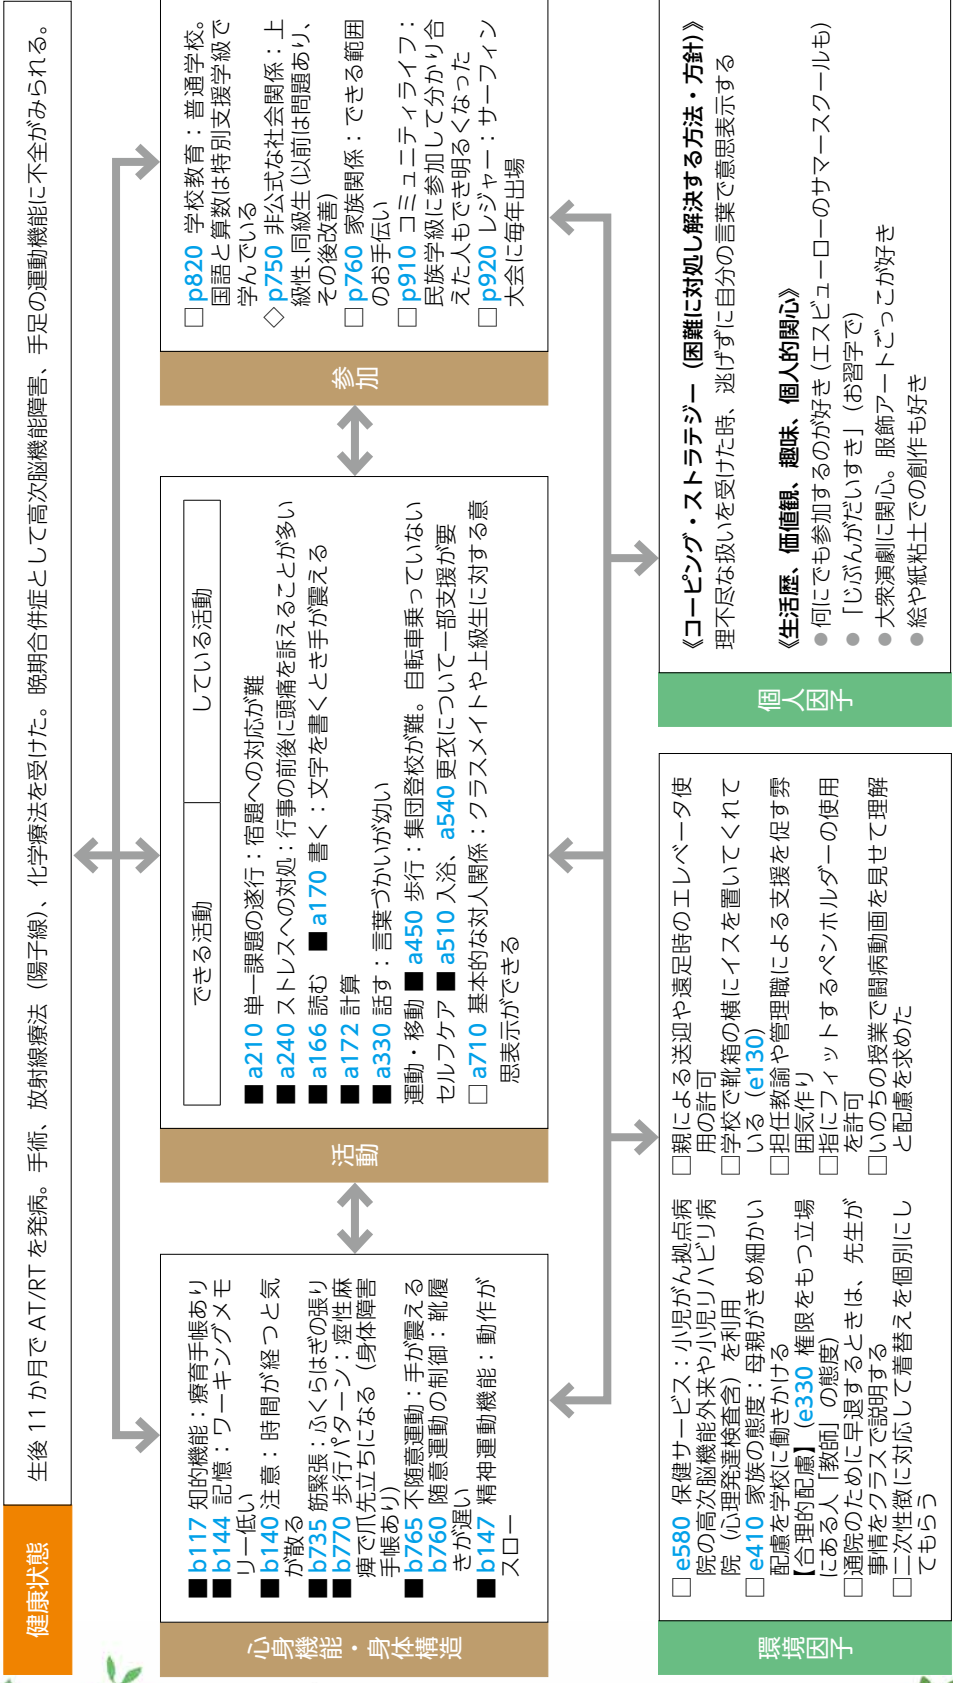 健康状態
生後 11 か月で AT/RT を発病。手術、放射線療法（陽子線）、化学療法を受けた。晩期合併症として高次脳機能障害、手足の運動機能に不全がみられる。
心身機能・身体構造
■ b117 知的機能：療育手帳あり
■ b144 記憶：ワーキングメモ
リー低い
■ b140 注意：時間が経つと気
が散る
■ b735 筋緊張：ふくらはぎの張り
■ b770 歩行パターン：痙性麻
痺で爪先立ちになる（身体障害
手帳あり）
■ b765 不随意運動：手が震える
b760 随意運動の制御：靴履
きが遅い
■ b147 精神運動機能：動作が
スロー
活動
できる活動
している活動
■ a210 単一課題の遂行：宿題への対応が難
■ a240 ストレスへの対処：行事の前後に頭痛を訴えることが多い
■ a166 読む ■ a170 書く：文字を書くとき手が震える
■ a172 計算
■ a330 話す：言葉づかいが幼い
運動・移動 ■ a450 歩行：集団登校が難。自転車乗っていない
セルフケア ■ a510 入浴、a540 更衣について一部支援が要
□ a710 基本的な対人関係：クラスメイトや上級生に対する意
思表示ができる
参加
□ p820 学校教育：普通学校。
国語と算数は特別支援学級で
学んでいる
◇ p750 非公式な社会関係：上
級性、同級生（以前は問題あり、
その後改善）
□ p760 家族関係：できる範囲
のお手伝い
□ p910 コミュニティライフ：
民族学級に参加して分かり合
えた人もでき明るくなった
□ p920 レジャー：サーフィン
大会に毎年出場
環境因子
□ e580 保健サービス：小児がん拠点病
院の高次脳機能外来や小児リハビリ病
院（心理発達検査含）を利用
□ e410 家族の態度：母親がきめ細かい
配慮を学校に働きかける
【合理的配慮】（e330 権限をもつ立場
にある人「教師」の態度）
□通院のために早退するときは、先生が
事情をクラスで説明する
□二次性徴に対応して着替えを個別にし
てもらう
□親による送迎や遠足時のエレベータ使
用の許可
□学校で靴箱の横にイスを置いてくれて
いる（e130）
□担任教諭や管理職による支援を促す雰
囲気作り
□指にフィットするペンホルダーの使用
を許可
□いのちの授業で闘病動画を見せて理解
と配慮を求めた
個人因子
《コーピング・ストラテジー（困難に対処し解決する方法・方針）》
理不尽な扱いを受けた時、逃げずに自分の言葉で意思表示する
《生活歴、価値観、趣味、個人的関心》
●何にでも参加するのが好き（エスビューローのサマースクールも）
●「じぶんがだいすき」（お習字で）
●大衆演劇に関心。服飾アートごっこが好き
●絵や紙粘土での創作も好き